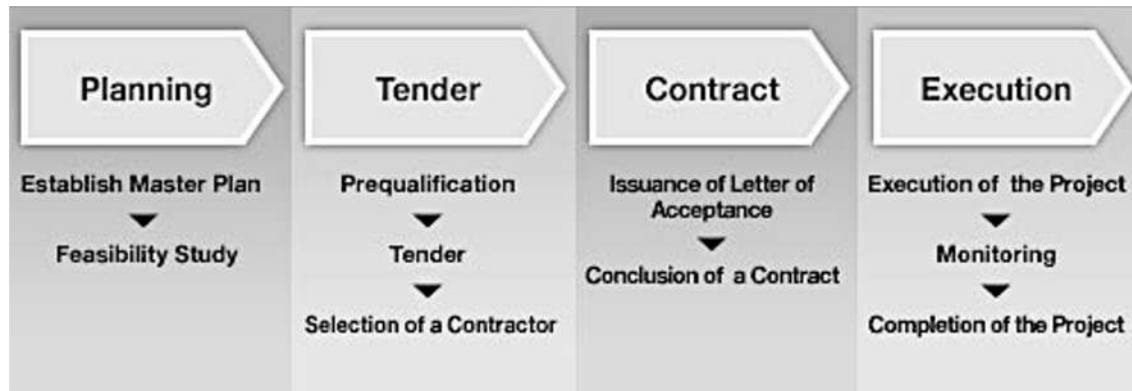 Planning
Establish Master Plan
Feasibility Study
Tender
Prequalification
Tender
Selection of a Contractor
Contract
Issuance of Letter of
Acceptance
Conclusion of a Contract
Execution
Execution of the Project
Monitoring
Completion of the Project